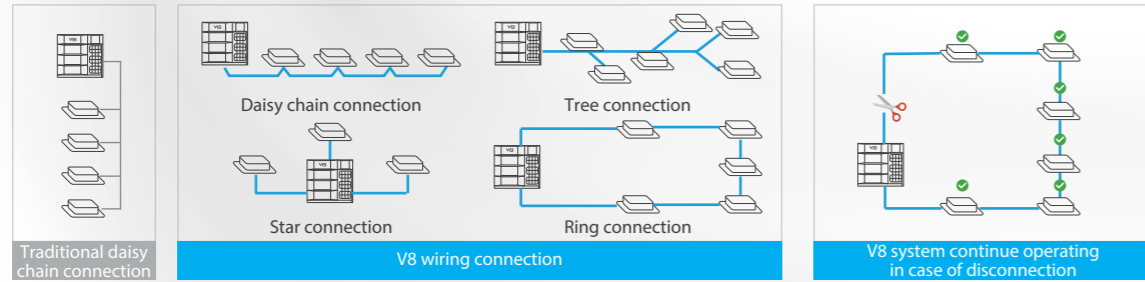 Daisy chain connection
Tree connection
Star connection
Ring connection
Traditional daisy
chain connection
V8 wiring connection
V8 system continue operating
in case of disconnection